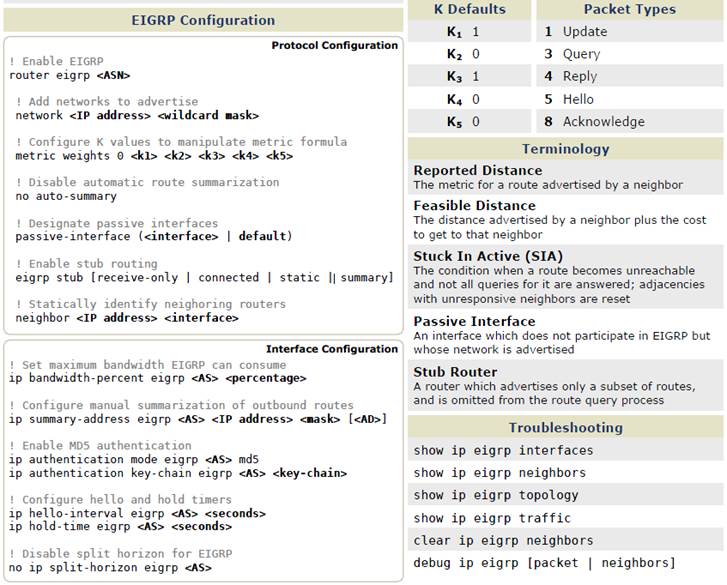 EIGRP Configuration
Protocol Configuration
! Enable EIGRP
router eigrp <ASN>
! Add networks to advertise
network <IP address> <wildcard mask>
! Configure K values to manipulate metric formula
metric weights 0 <k1> <k2> <k3> <k4> <k5>
! Disable automatic route summarization
no auto-summary
! Designate passive interfaces
passive-interface (<interface> | default)
! Enable stub routing
eigrp stub [receive-only | connected | static || summary]
! Statically identify neighoring routers
neighbor <IP address> <interface>
Interface Configuration
! Set maximum bandwidth EIGRP can consume
ip bandwidth-percent eigrp <AS> <percentage>
! Configure manual summarization of outbound routes
ip summary-address eigrp <AS> <IP address> <mask> [<AD>]
! Enable MD5 authentication
ip authentication mode eigrp <AS> md5
ip authentication key-chain eigrp <AS> <key-chain>
! Configure hello and hold timers
ip hello-interval eigrp <AS> <seconds>
ip hold-time eigrp <AS> <seconds>
! Disable split horizon for EIGRP
no ip split-horizon eigrp <AS>
K Defaults
K₁ 1
K₂ 0
K₃ 1
K₄ 0
K₅ 0
Packet Types
1 Update
3 Query
4 Reply
5 Hello
8 Acknowledge
Terminology
Reported Distance
The metric for a route advertised by a neighbor
Feasible Distance
The distance advertised by a neighbor plus the cost
to get to that neighbor
Stuck In Active (SIA)
The condition when a route becomes unreachable
and not all queries for it are answered; adjacencies
with unresponsive neighbors are reset
Passive Interface
An interface which does not participate in EIGRP but
whose network is advertised
Stub Router
A router which advertises only a subset of routes,
and is omitted from the route query process
Troubleshooting
show ip eigrp interfaces
show ip eigrp neighbors
show ip eigrp topology
show ip eigrp traffic
clear ip eigrp neighbors
debug ip eigrp [packet | neighbors]